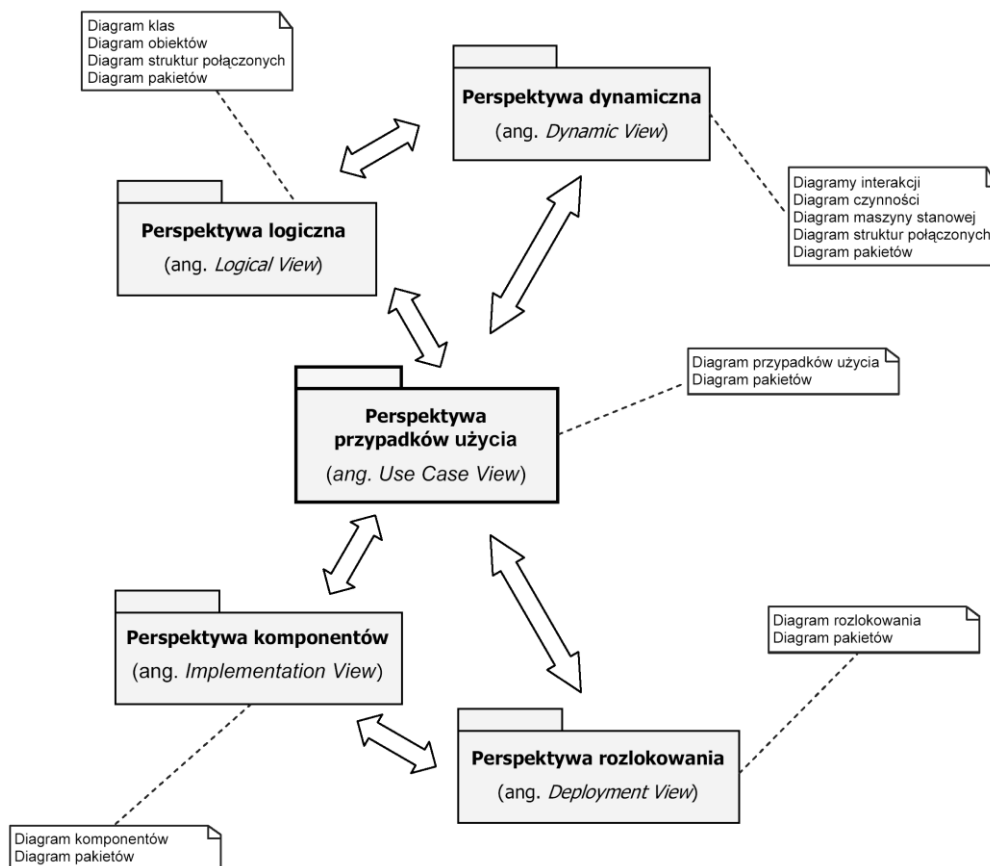 Diagram klas
Diagram obiektów
Diagram struktur połączonych
Diagram pakietów
Perspektywa dynamiczna
(ang. Dynamic View)
Diagramy interakcji
Diagram czynności
Diagram maszyny stanowej
Diagram struktur połączonych
Diagram pakietów
Perspektywa logiczna
(ang. Logical View)
Diagram przypadków użycia
Diagram pakietów
Perspektywa
przypadków użycia
(ang. Use Case View)
Perspektywa komponentów
(ang. Implementation View)
Diagram rozlokowania
Diagram pakietów
Perspektywa rozlokowania
(ang. Deployment View)
Diagram komponentów
Diagram pakietów